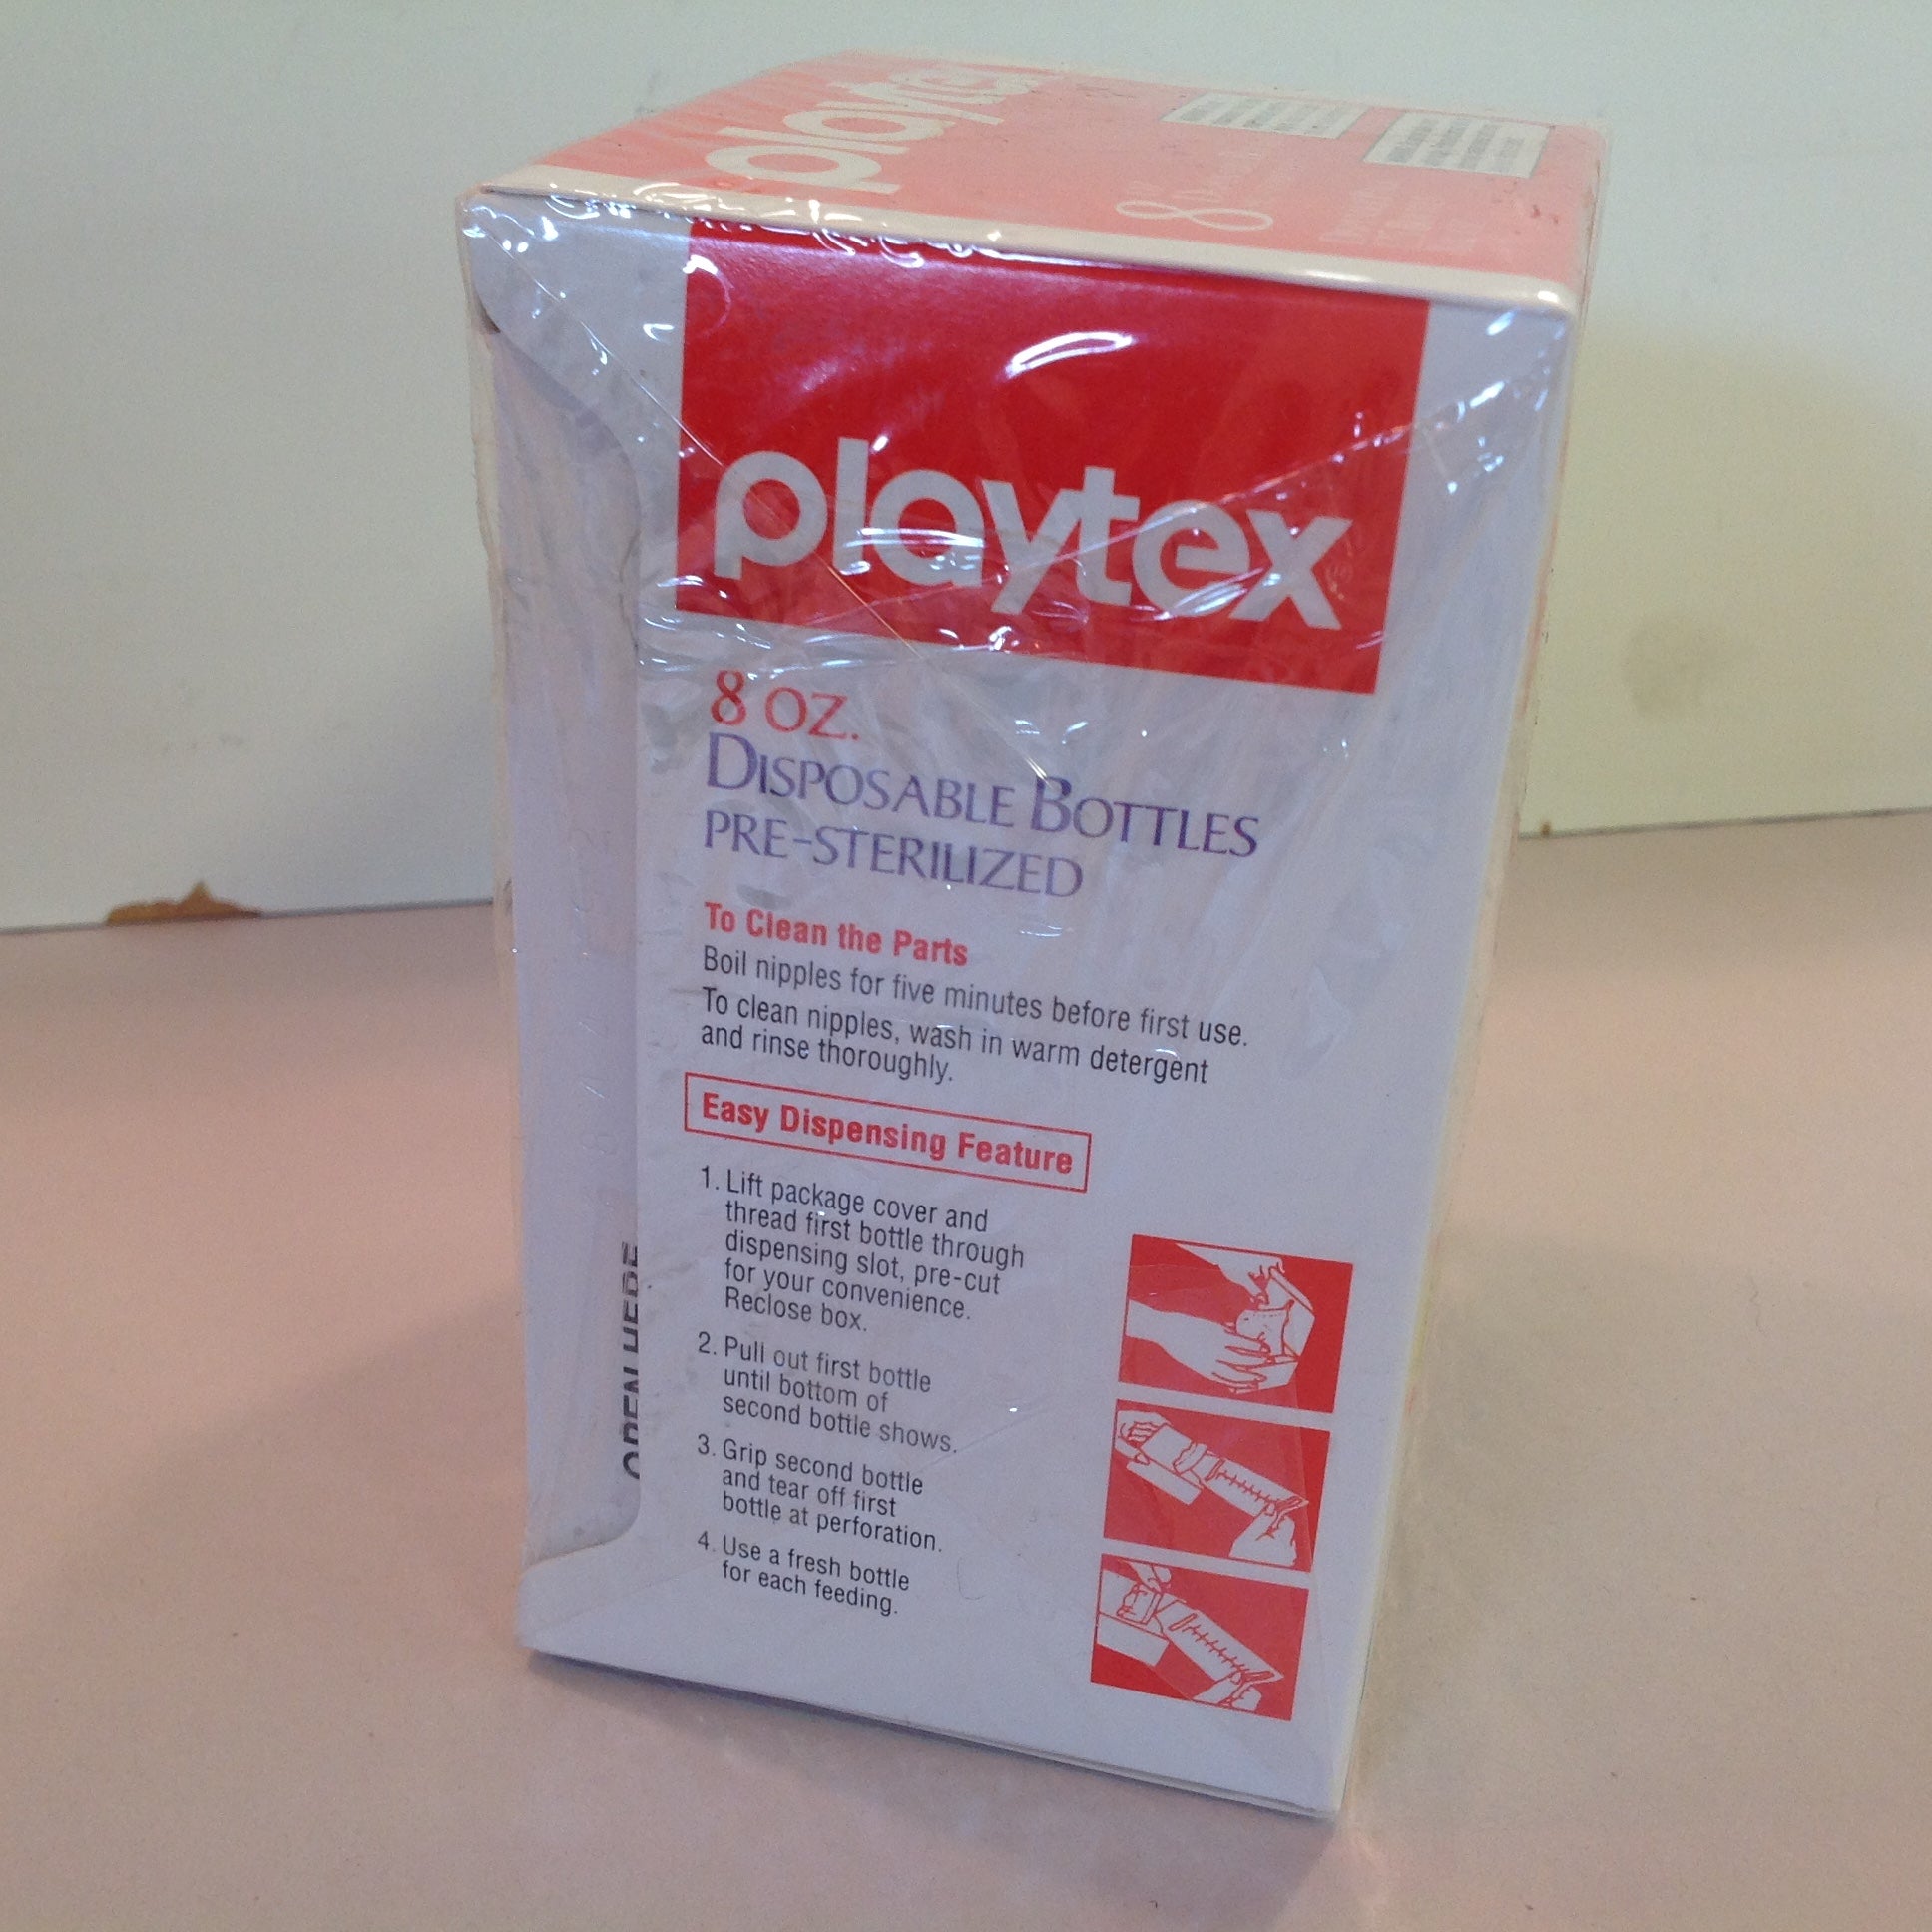 playtex
8
playtex
8 OZ.
DISPOSABLE BOTTLES
PRE-STERILIZED
To Clean the Parts
Boil nipples for five minutes before first use.
To clean nipples, wash in warm detergent
and rinse thoroughly.
Easy Dispensing Feature
1. Lift package cover and
thread first bottle through
dispensing slot, pre-cut
for your convenience.
Reclose box.
2. Pull out first bottle
until bottom of
second bottle shows.
3. Grip second bottle
and tear off first
bottle at perforation.
4. Use a fresh bottle
for each feeding.
OPEN HERE